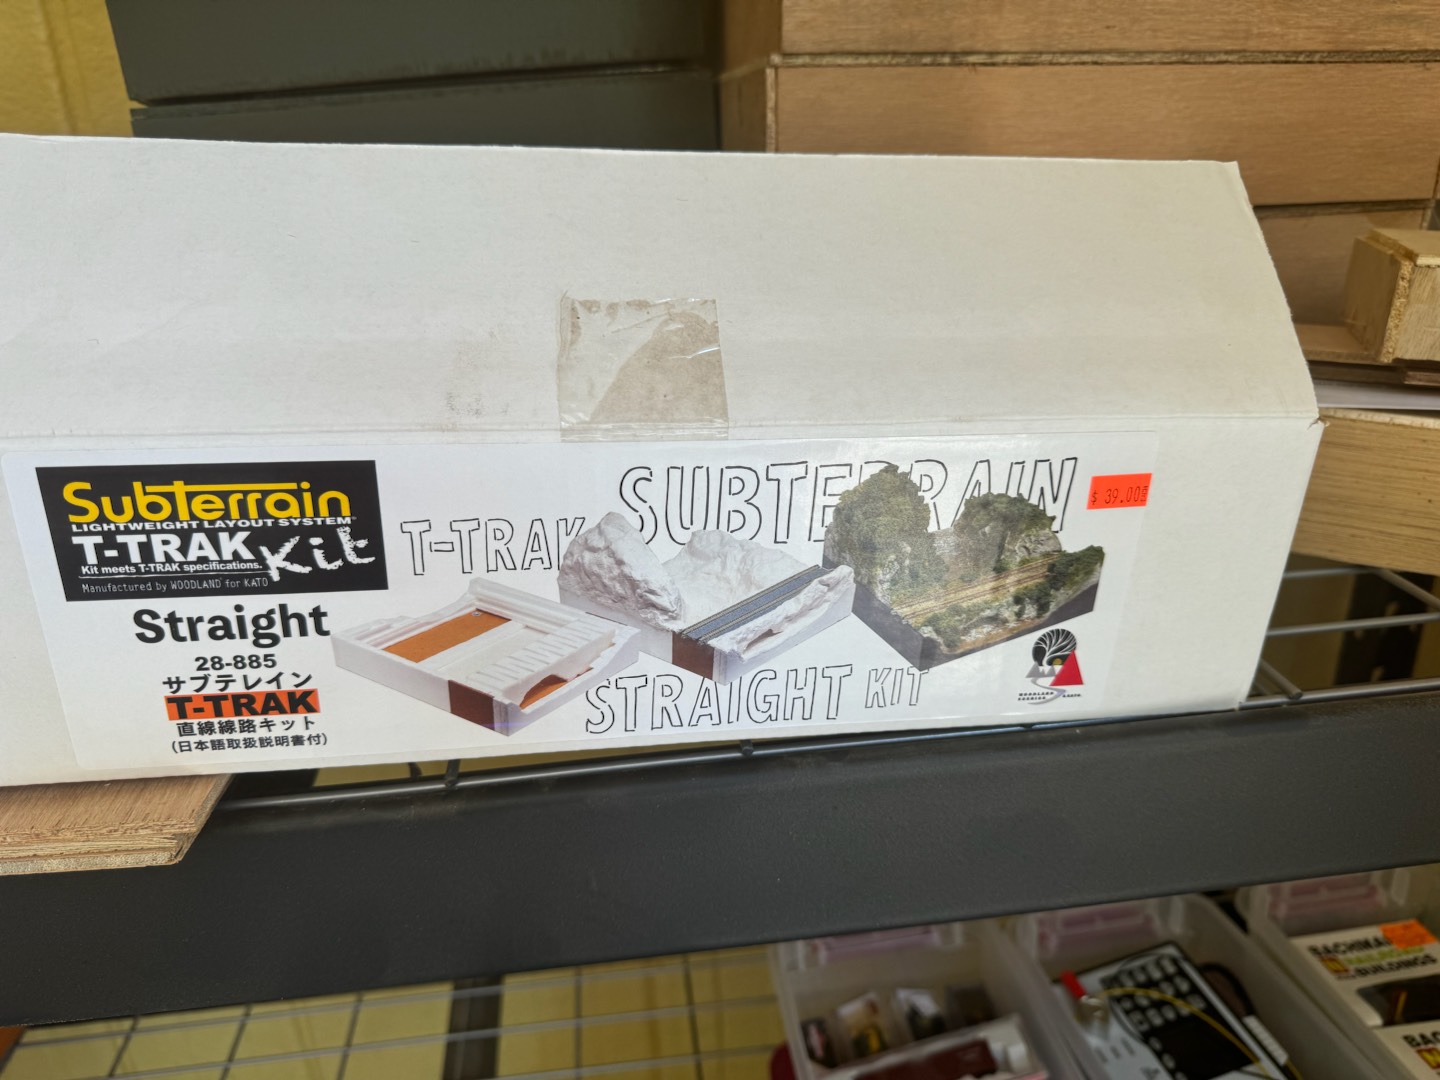 Subterrain
LIGHTWEIGHT LAYOUT SYSTEM
T-TRAK Kit
Kit meets T-TRAK specifications.
Manufactured by WOODLAND for KATO
Straight
28-885
サブテレイン
T-TRAK
直線線路キット
(日本語取扱説明書付)
T-TRAK
SUBTERRAIN
STRAIGHT KIT
$ 39.00
BUILDINGS